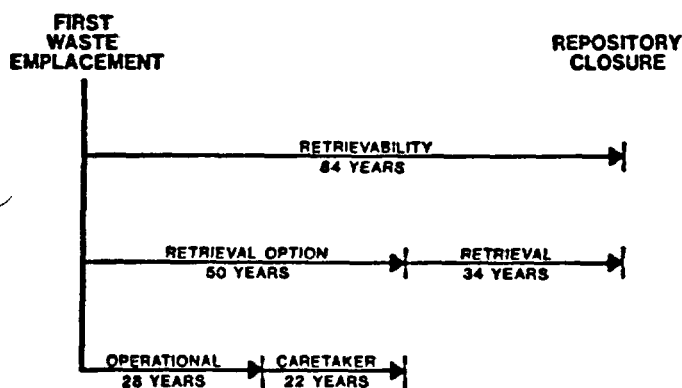 FIRST
WASTE
EMPLACEMENT
REPOSITORY
CLOSURE
RETRIEVABILITY
84 YEARS
RETRIEVAL OPTION
50 YEARS
RETRIEVAL
34 YEARS
OPERATIONAL
28 YEARS
CARETAKER
22 YEARS